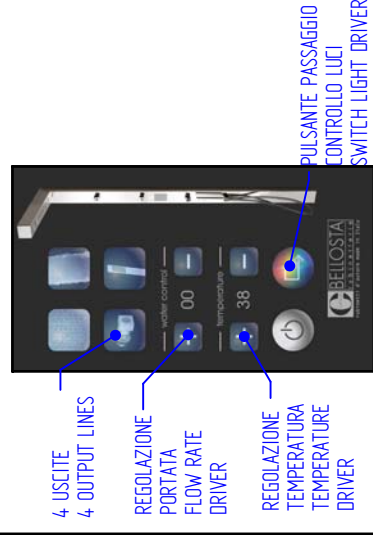 4 USCITE
4 OUTPUT LINES
REGOLAZIONE
PORTATA
FLOW RATE
DRIVER
REGOLAZIONE
TEMPERATURA
TEMPERATURE
DRIVER
water control
00
temperature
38
BELLOSTA
rubinetterie
PULSANTE PASSAGGIO
CONTROLLO LUCI
SWITCH LIGHT DRIVER